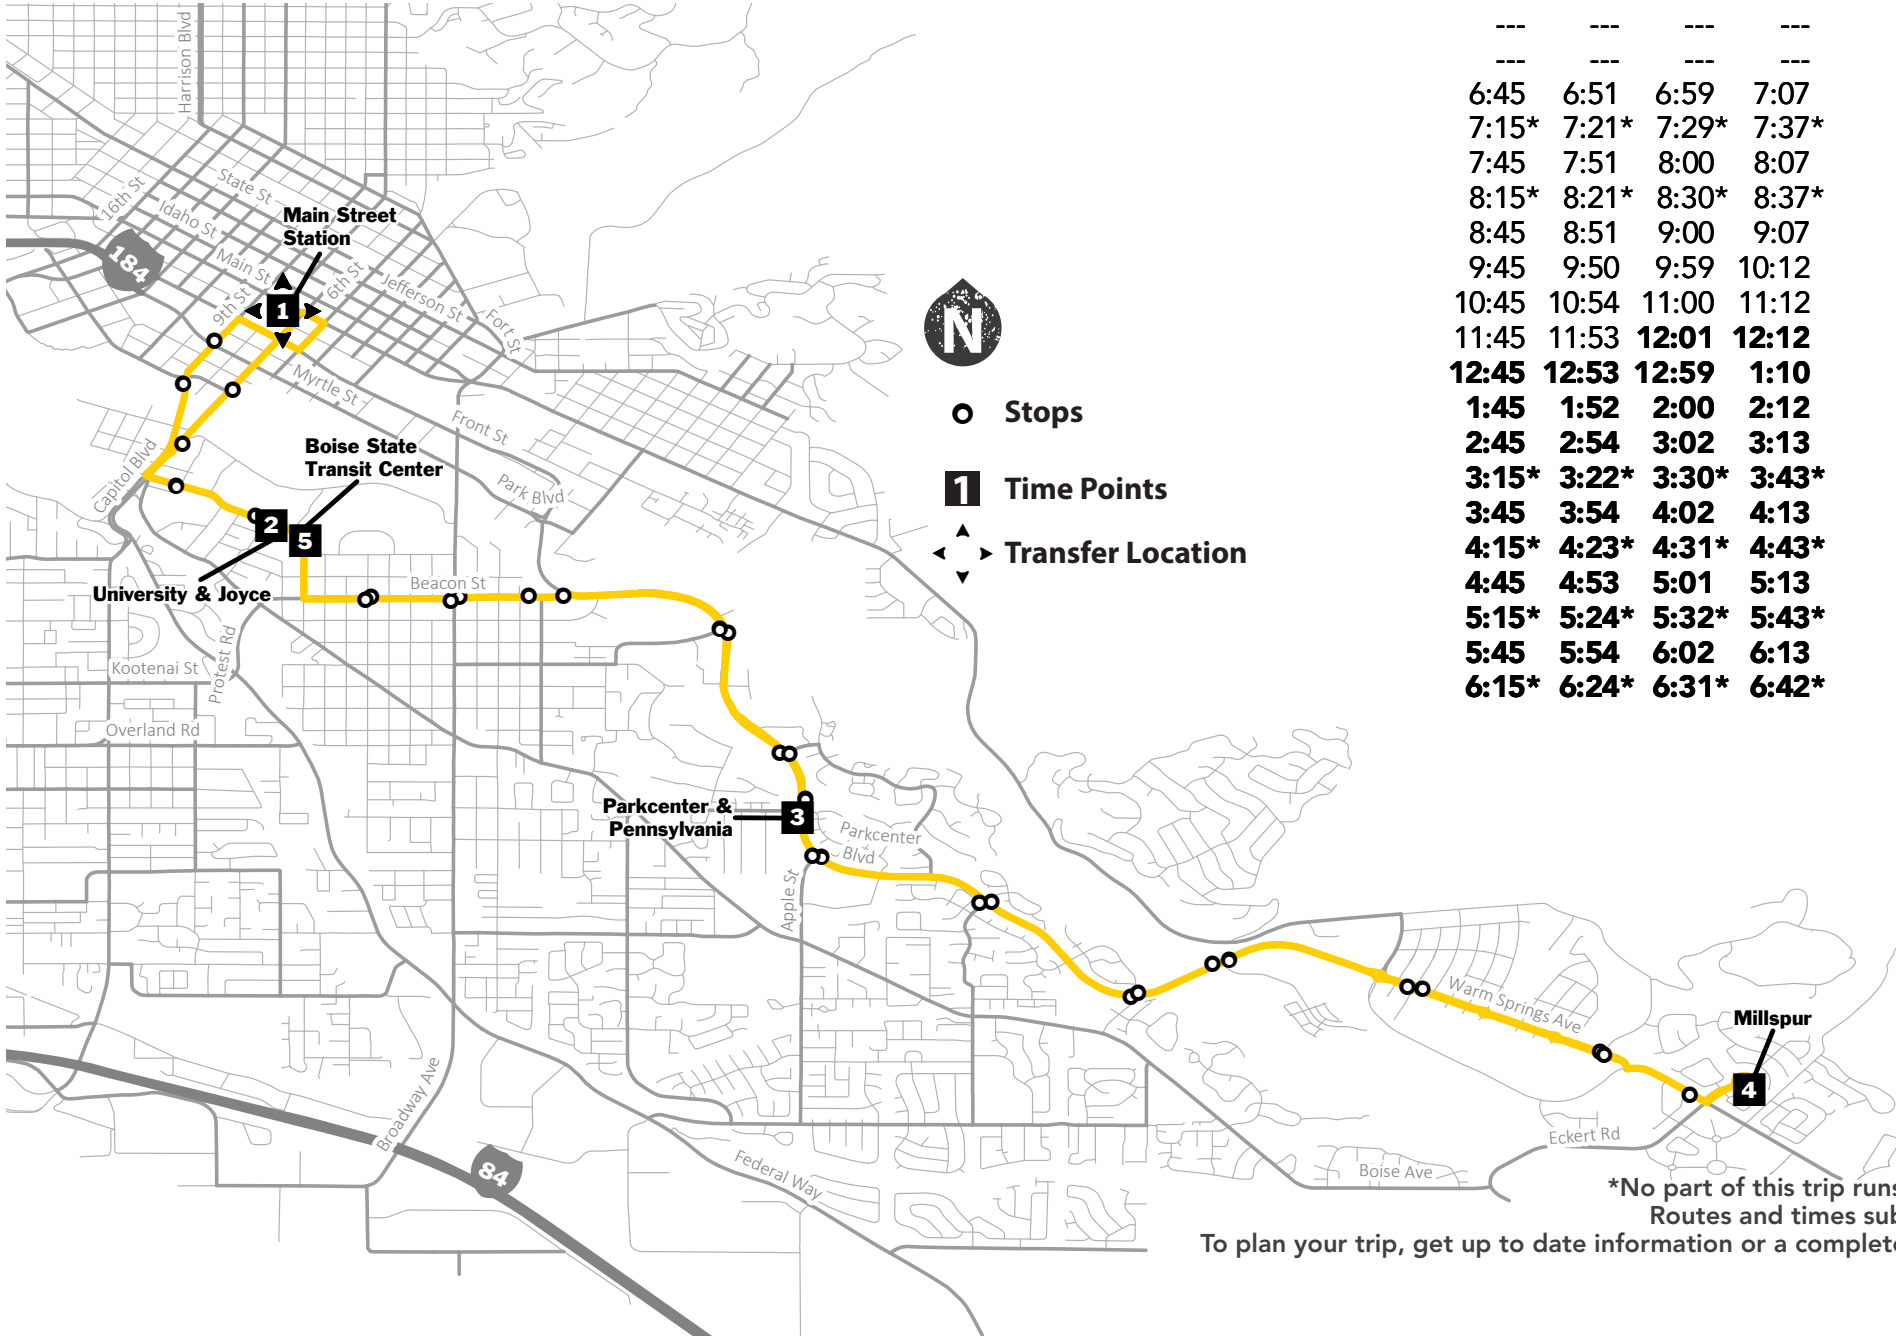 --- --- --- ---
--- --- --- ---
6:45 6:51 6:59 7:07
7:15* 7:21* 7:29* 7:37*
7:45 7:51 8:00 8:07
8:15* 8:21* 8:30* 8:37*
8:45 8:51 9:00 9:07
9:45 9:50 9:59 10:12
10:45 10:54 11:00 11:12
11:45 11:53 12:01 12:12
12:45 12:53 12:59 1:10
1:45 1:52 2:00 2:12
2:45 2:54 3:02 3:13
3:15* 3:22* 3:30* 3:43*
3:45 3:54 4:02 4:13
4:15* 4:23* 4:31* 4:43*
4:45 4:53 5:01 5:13
5:15* 5:24* 5:32* 5:43*
5:45 5:54 6:02 6:13
6:15* 6:24* 6:31* 6:42*
Harrison Blvd
State St
16th St
Idaho St
Main Street
Station
184
Main St
6th St
Jefferson St
9th St
1
Fort St
Myrtle St
Front St
Capitol Blvd
Boise State
Transit Center
Park Blvd
2
5
Beacon St
University & Joyce
Protest Rd
Kootenai St
Overland Rd
N
Stops
1 Time Points
Transfer Location
Parkcenter &
Pennsylvania
3
Parkcenter
Blvd
Apple St
Warm Springs Ave
Millspur
4
Broadway Ave
84
Federal Way
Eckert Rd
Boise Ave
*No part of this trip runs
Routes and times sub
To plan your trip, get up to date information or a complete